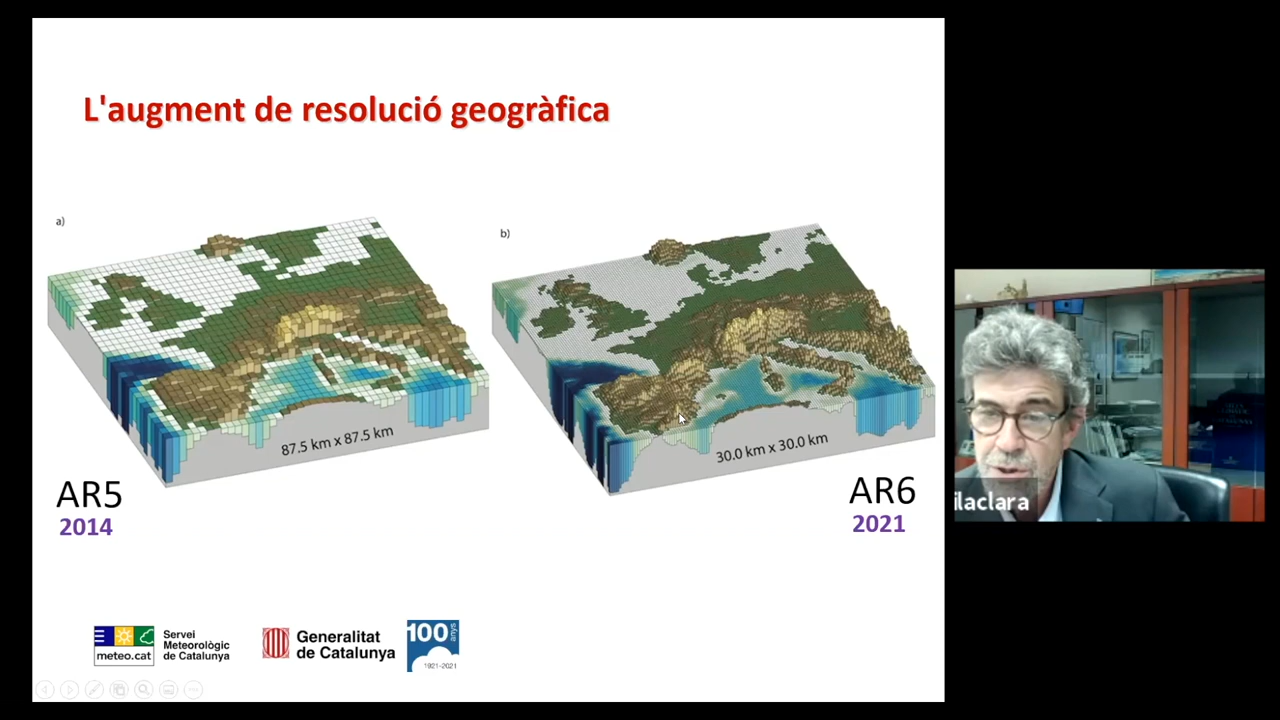 L'augment de resolució geogràfica
a)
b)
87.5 km x 87.5 km
30.0 km x 30.0 km
AR5
2014
AR6
2021
ilaclara
meteo.cat
Servei
Meteorològic
de Catalunya
Generalitat
de Catalunya
100 anys
1921-2021